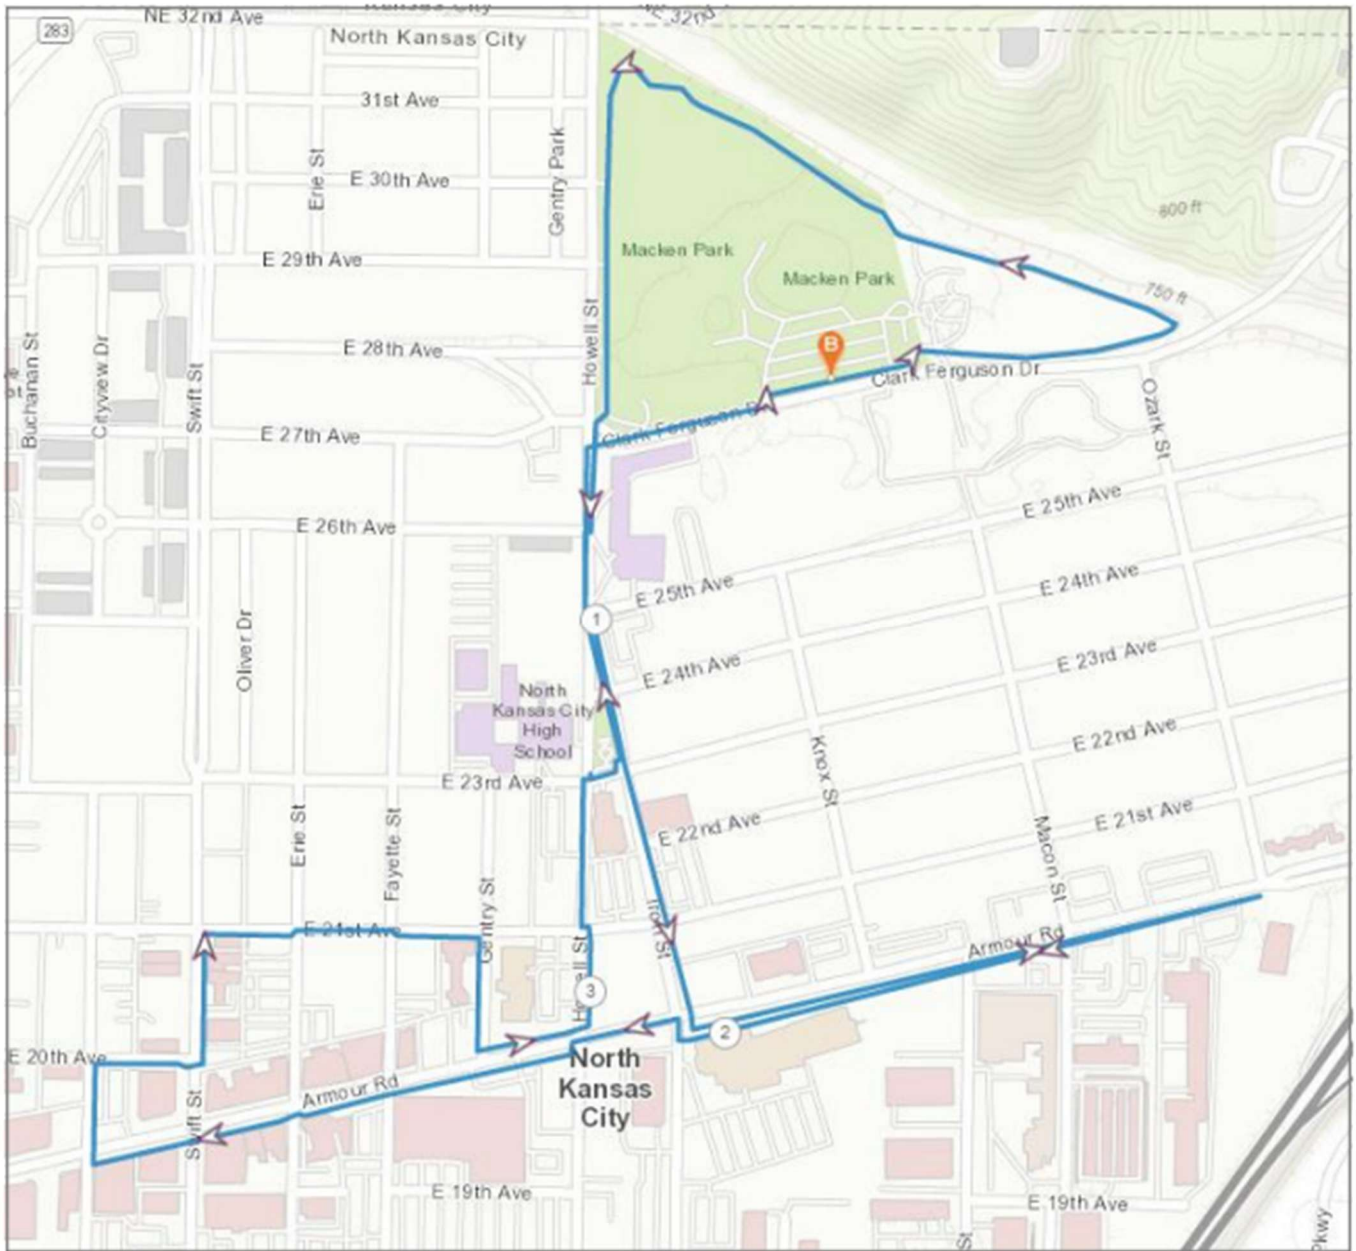 NE 32nd Ave
Kansas City
NE 32nd
283
North Kansas City
31st Ave
Gentry Park
Erie St
E 30th Ave
800 ft
Macken Park
E 29th Ave
Macken Park
750 ft
Howell St
Buchanan St
Cityview Dr
Swift St
E 28th Ave
B
Clark Ferguson Dr
Ozark St
Clark Ferguson D
E 27th Ave
E 26th Ave
E 25th Ave
E 25th Ave
E 24th Ave
1
Oliver Dr
E 24th Ave
E 23rd Ave
North
Kansas City
High
School
E 22nd Ave
Knox St
E 23rd Ave
Erie St
Fayette St
E 22nd Ave
E 21st Ave
Macon St
Gentry St
Iron St
E 21st Ave
Armour Rd
Howell St
3
2
E 20th Ave
North
Kansas
City
Armour Rd
Swift St
E 19th Ave
E 19th Ave
St
Pkwy